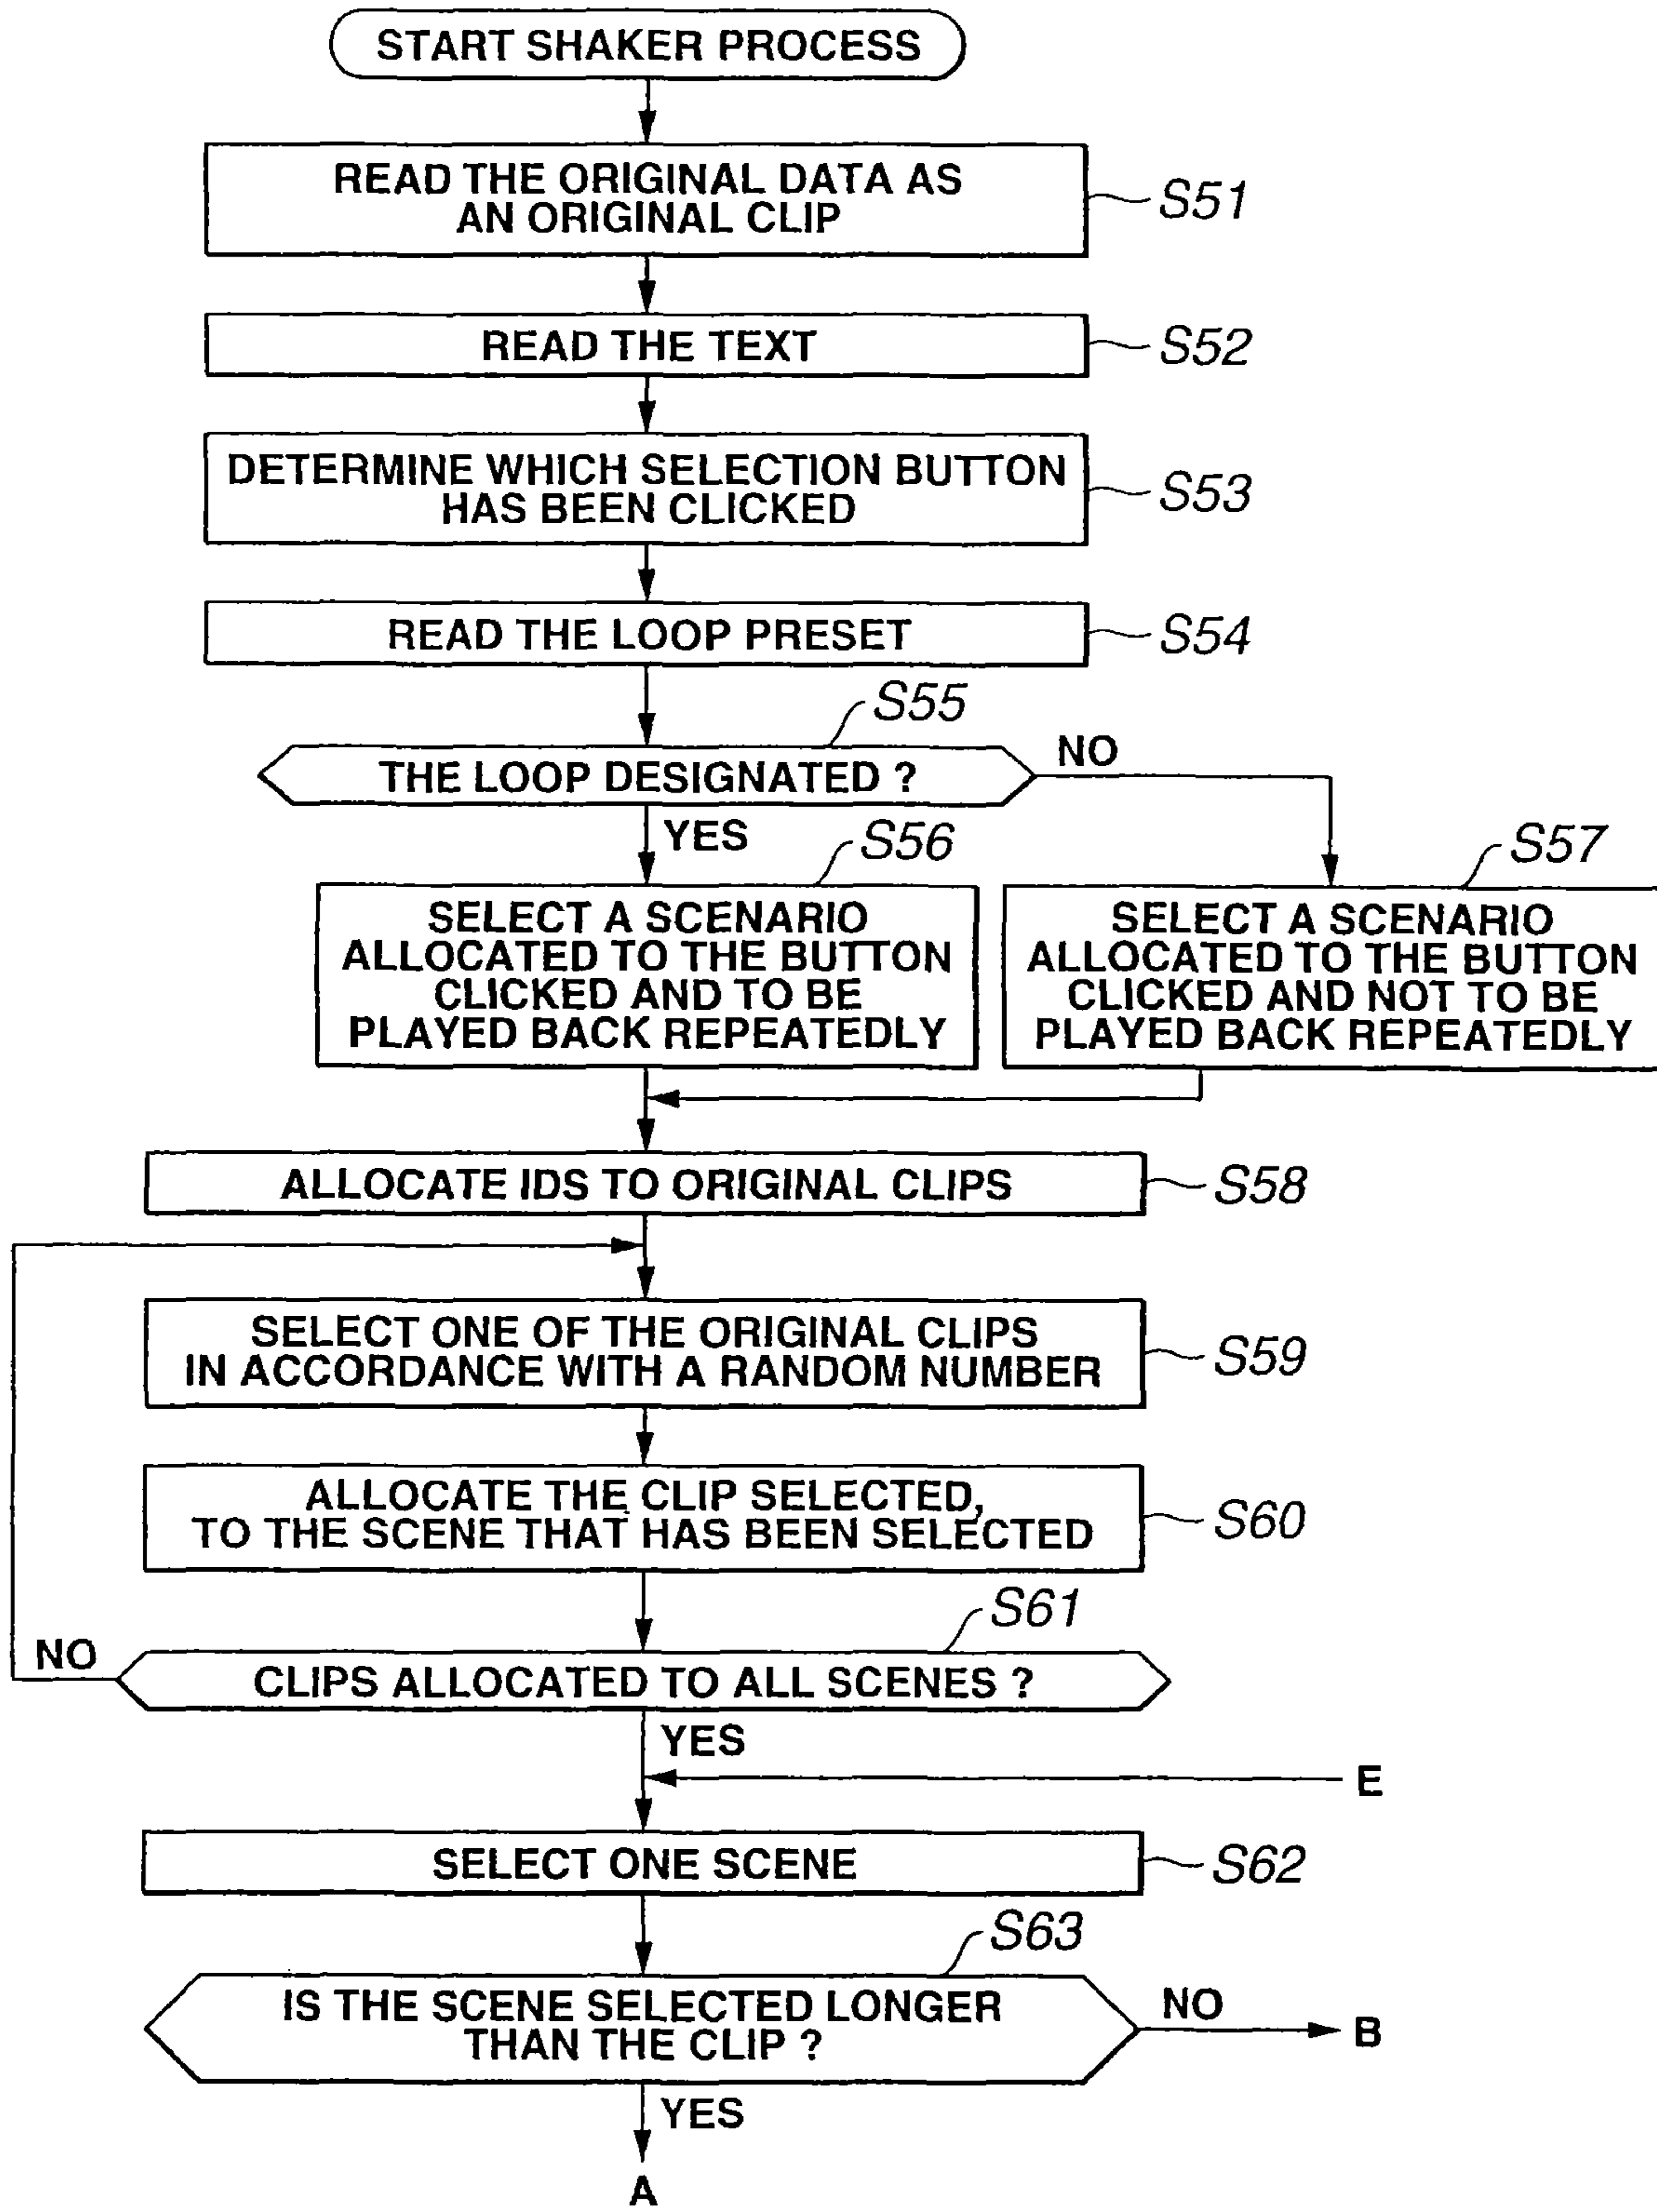 START SHAKER PROCESS
READ THE ORIGINAL DATA AS
AN ORIGINAL CLIP
S51
READ THE TEXT
S52
DETERMINE WHICH SELECTION BUTTON
HAS BEEN CLICKED
S53
READ THE LOOP PRESET
S54
S55
THE LOOP DESIGNATED ?
NO
YES
S56
SELECT A SCENARIO
ALLOCATED TO THE BUTTON
CLICKED AND TO BE
PLAYED BACK REPEATEDLY
S57
SELECT A SCENARIO
ALLOCATED TO THE BUTTON
CLICKED AND NOT TO BE
PLAYED BACK REPEATEDLY
ALLOCATE IDS TO ORIGINAL CLIPS
S58
SELECT ONE OF THE ORIGINAL CLIPS
IN ACCORDANCE WITH A RANDOM NUMBER
S59
ALLOCATE THE CLIP SELECTED,
TO THE SCENE THAT HAS BEEN SELECTED
S60
S61
NO
CLIPS ALLOCATED TO ALL SCENES ?
YES
E
SELECT ONE SCENE
S62
S63
IS THE SCENE SELECTED LONGER
THAN THE CLIP ?
NO
B
YES
A